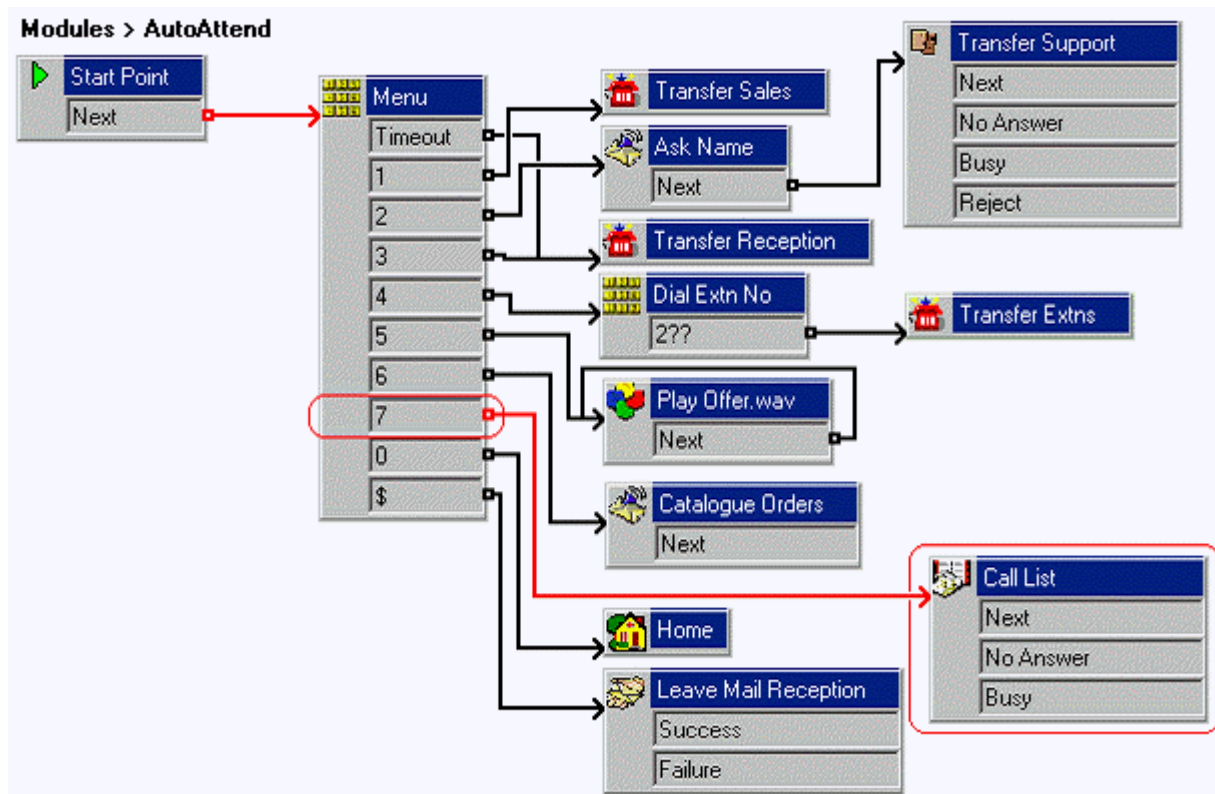 Modules > AutoAttend
Start Point
Next
Menu
Timeout
1
2
3
4
5
6
7
0
$
Transfer Sales
Ask Name
Next
Transfer Reception
Dial Extn No
2??
Play Offer.wav
Next
Catalogue Orders
Next
Home
Leave Mail Reception
Success
Failure
Transfer Support
Next
No Answer
Busy
Reject
Transfer Extns
Call List
Next
No Answer
Busy